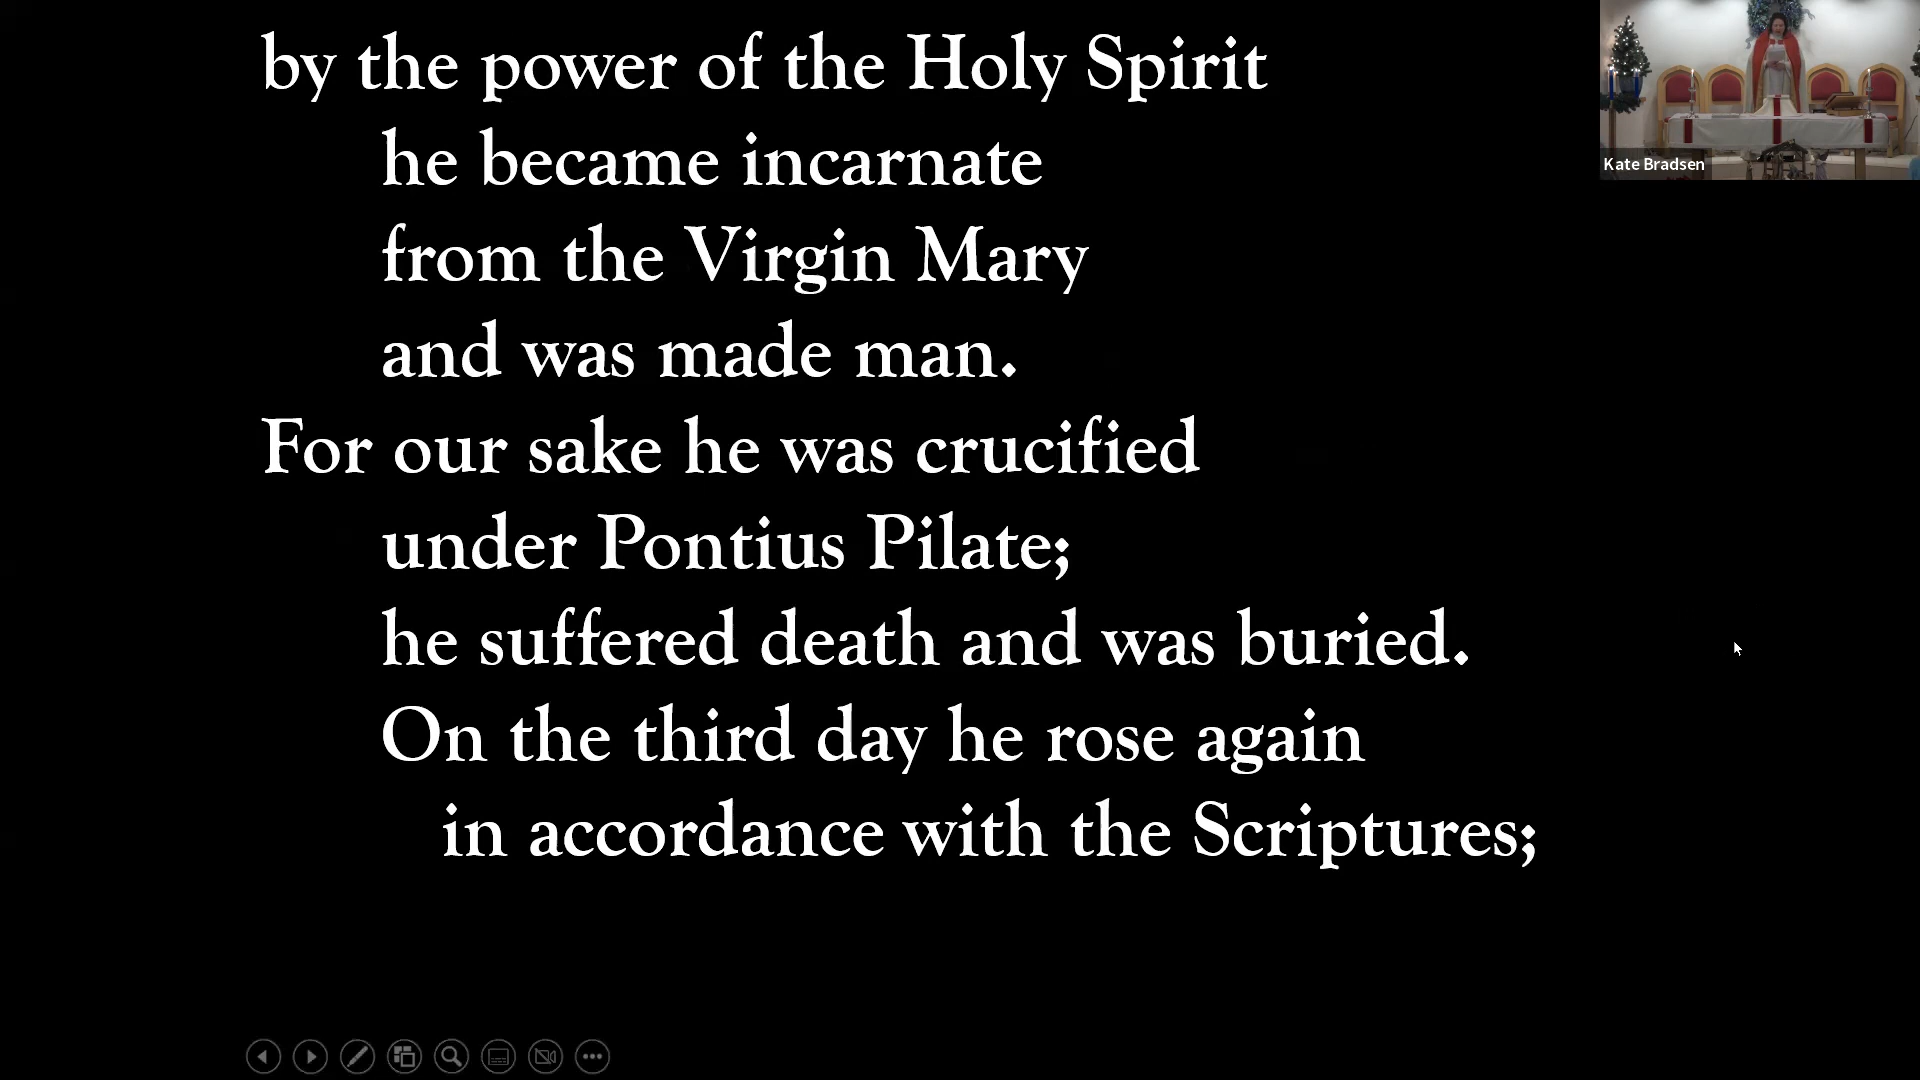 by the power of the Holy Spirit
he became incarnate
from the Virgin Mary
and was made man.
For our sake he was crucified
under Pontius Pilate;
he suffered death and was buried.
On the third day he rose again
in accordance with the Scriptures;
Kate Bradsen